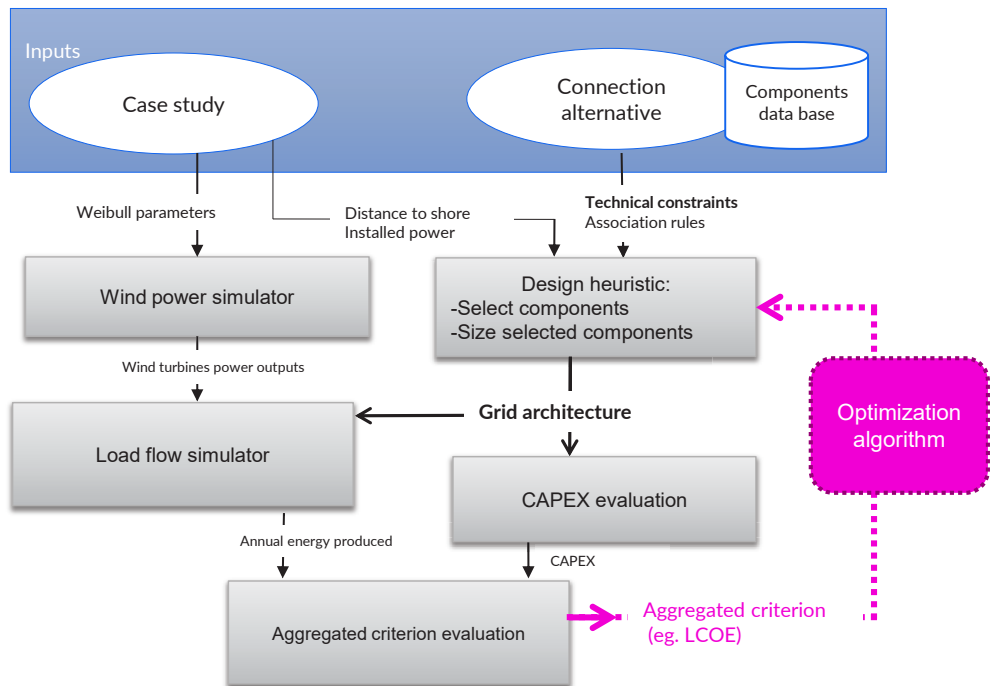 Inputs
Case study
Connection
alternative
Components
data base
Weibull parameters
Distance to shore
Installed power
Technical constraints
Association rules
Wind power simulator
Design heuristic:
-Select components
-Size selected components
Wind turbines power outputs
Grid architecture
Optimization
algorithm
Load flow simulator
CAPEX evaluation
Annual energy produced
CAPEX
Aggregated criterion evaluation
Aggregated criterion
(eg. LCOE)